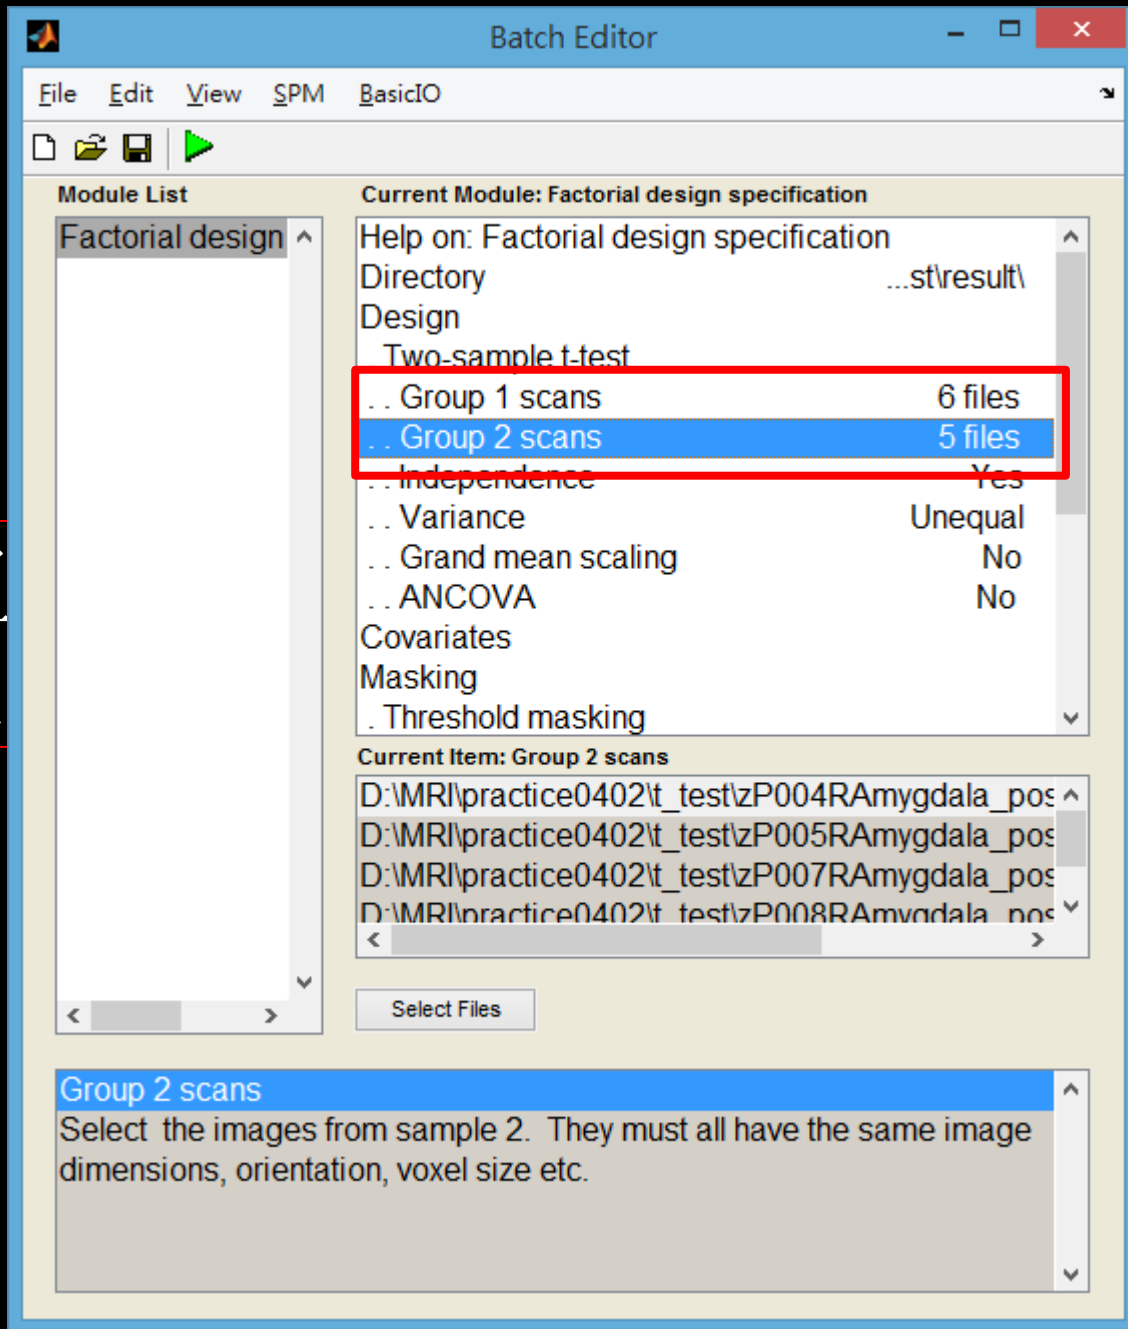 Batch Editor
File Edit View SPM BasicIO
Module List
Factorial design
Current Module: Factorial design specification
Help on: Factorial design specification
Directory ...st\result\
Design
. Two-sample t-test
. . Group 1 scans 6 files
. . Group 2 scans 5 files
. . Independence Yes
. . Variance Unequal
. . Grand mean scaling No
. . ANCOVA No
Covariates
Masking
. Threshold masking
Current Item: Group 2 scans
D:\MRI\practice0402\t_test\zP004RAmygdala_pos
D:\MRI\practice0402\t_test\zP005RAmygdala_pos
D:\MRI\practice0402\t_test\zP007RAmygdala_pos
D:\MRI\practice0402\t_test\zP008RAmygdala_pos
Select Files
Group 2 scans
Select the images from sample 2. They must all have the same image
dimensions, orientation, voxel size etc.